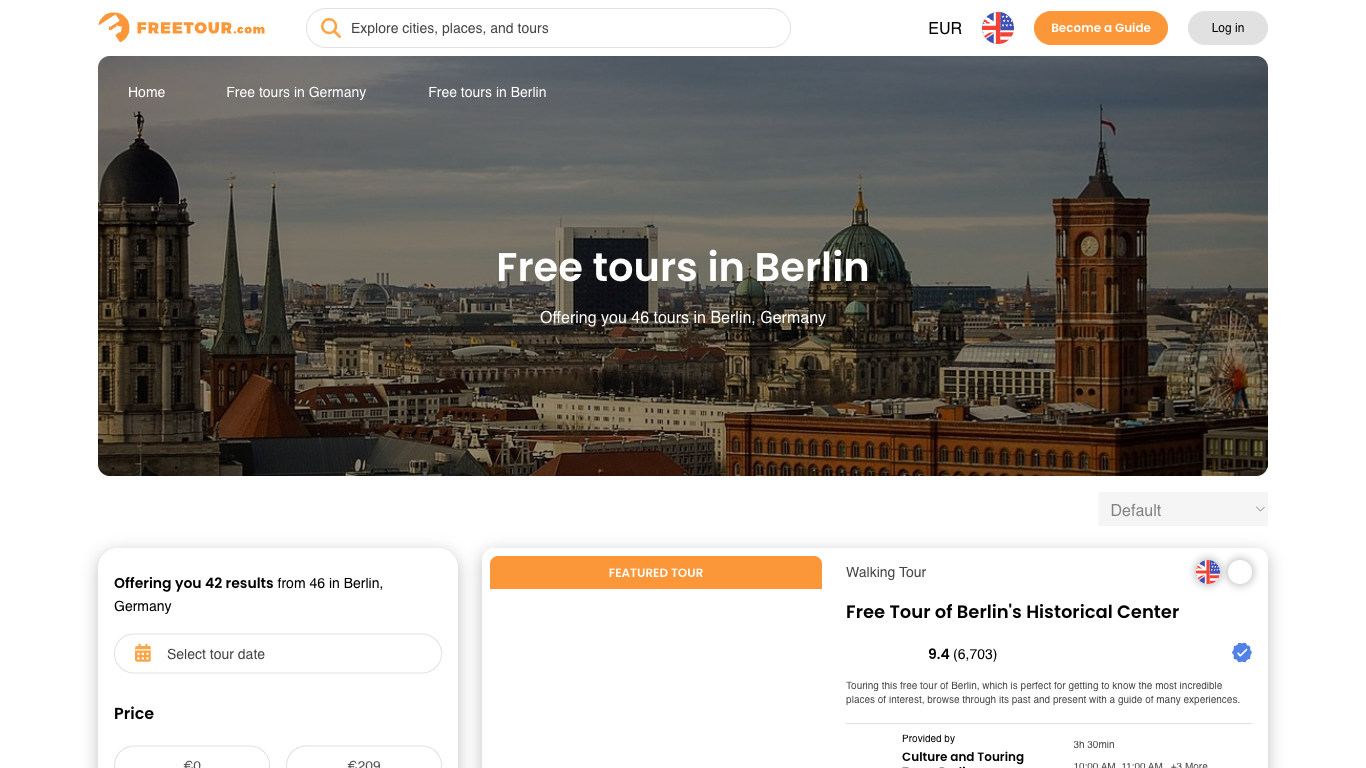 FREETOUR.com
Explore cities, places, and tours
EUR
Become a Guide
Log in
Home
Free tours in Germany
Free tours in Berlin
Free tours in Berlin
Offering you 46 tours in Berlin, Germany
Default
Offering you 42 results from 46 in Berlin,
Germany
Select tour date
Price
€0
€209
FEATURED TOUR
Walking Tour
Free Tour of Berlin's Historical Center
9.4 (6,703)
Touring this free tour of Berlin, which is perfect for getting to know the most incredible
places of interest, browse through its past and present with a guide of many experiences.
Provided by
Culture and Touring
3h 30min
10:00 AM, 11:00 AM, +3 More